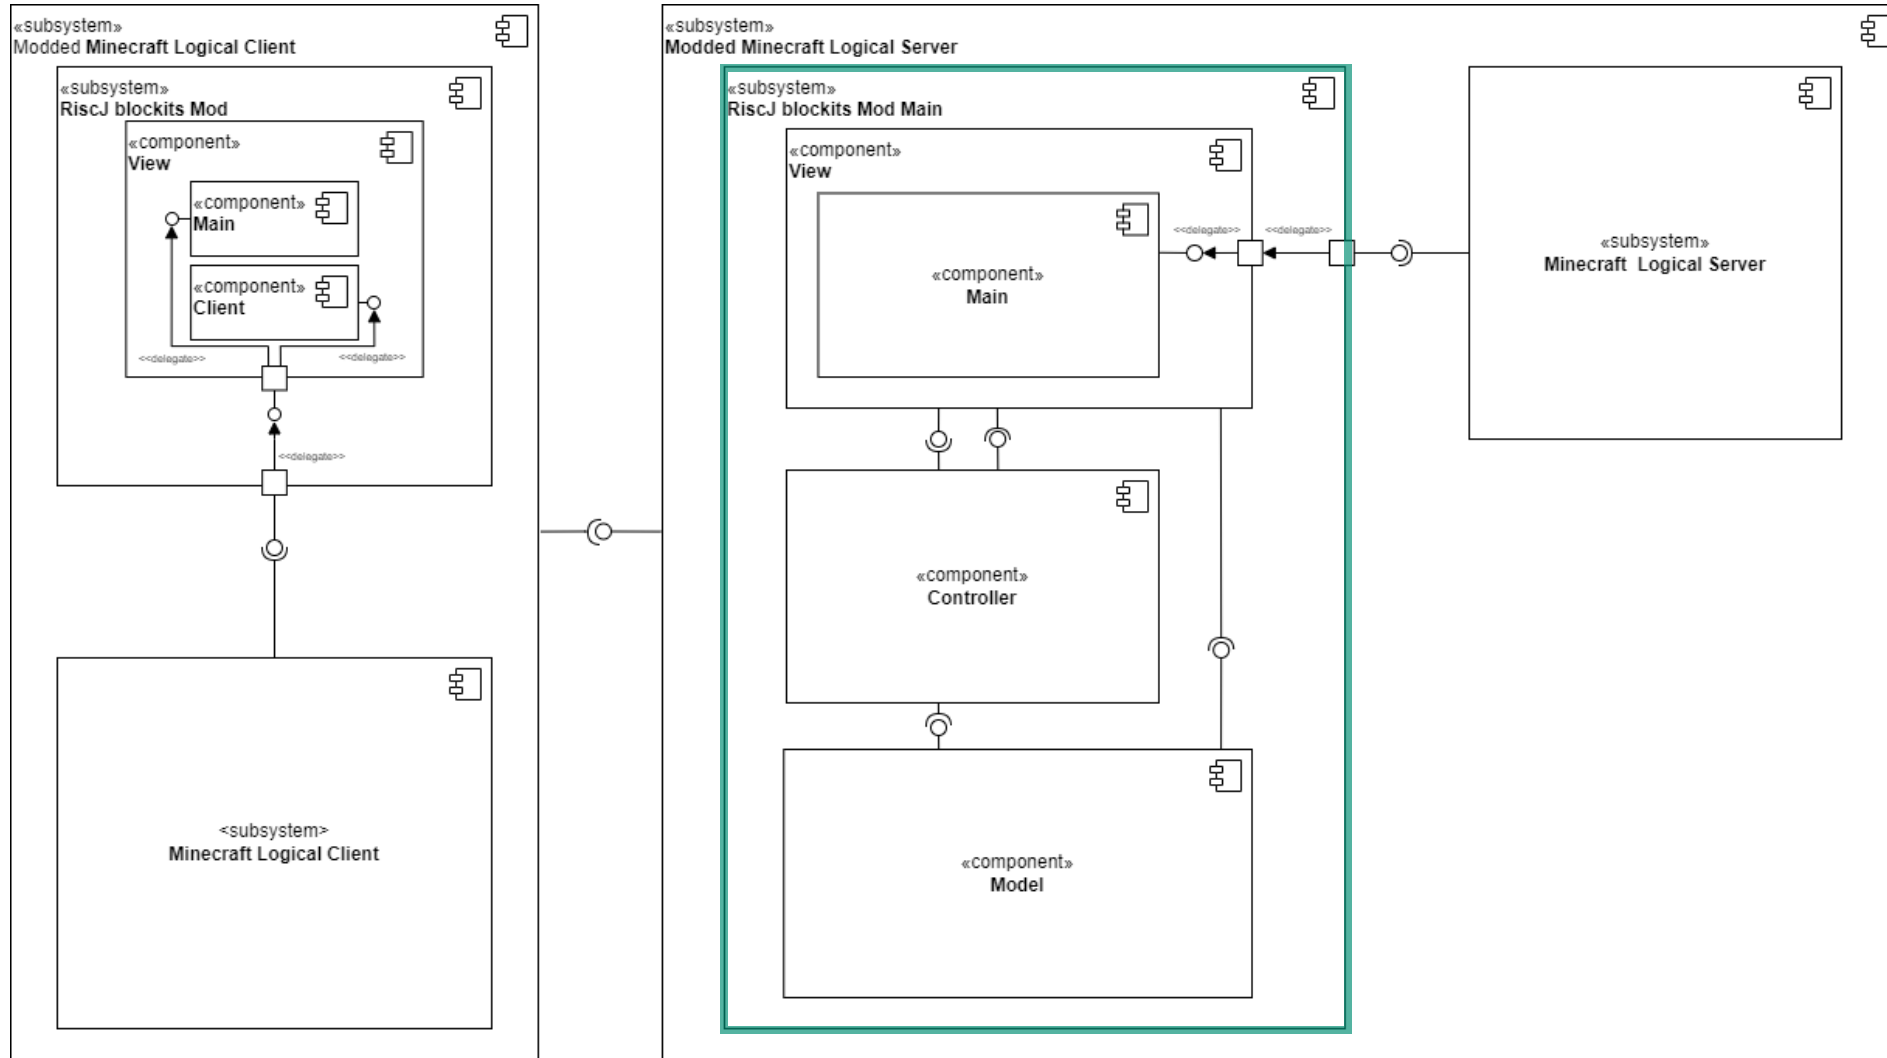 «subsystem»
Modded Minecraft Logical Client
«subsystem»
RiscJ blockits Mod
«component»
View
«component»
Main
«component»
Client
<<delegate>>
<<delegate>>
<<delegate>>
<subsystem>
Minecraft Logical Client
«subsystem»
Modded Minecraft Logical Server
«subsystem»
RiscJ blockits Mod Main
«component»
View
«component»
Main
<<delegate>>
<<delegate>>
«component»
Controller
«component»
Model
«subsystem»
Minecraft  Logical Server